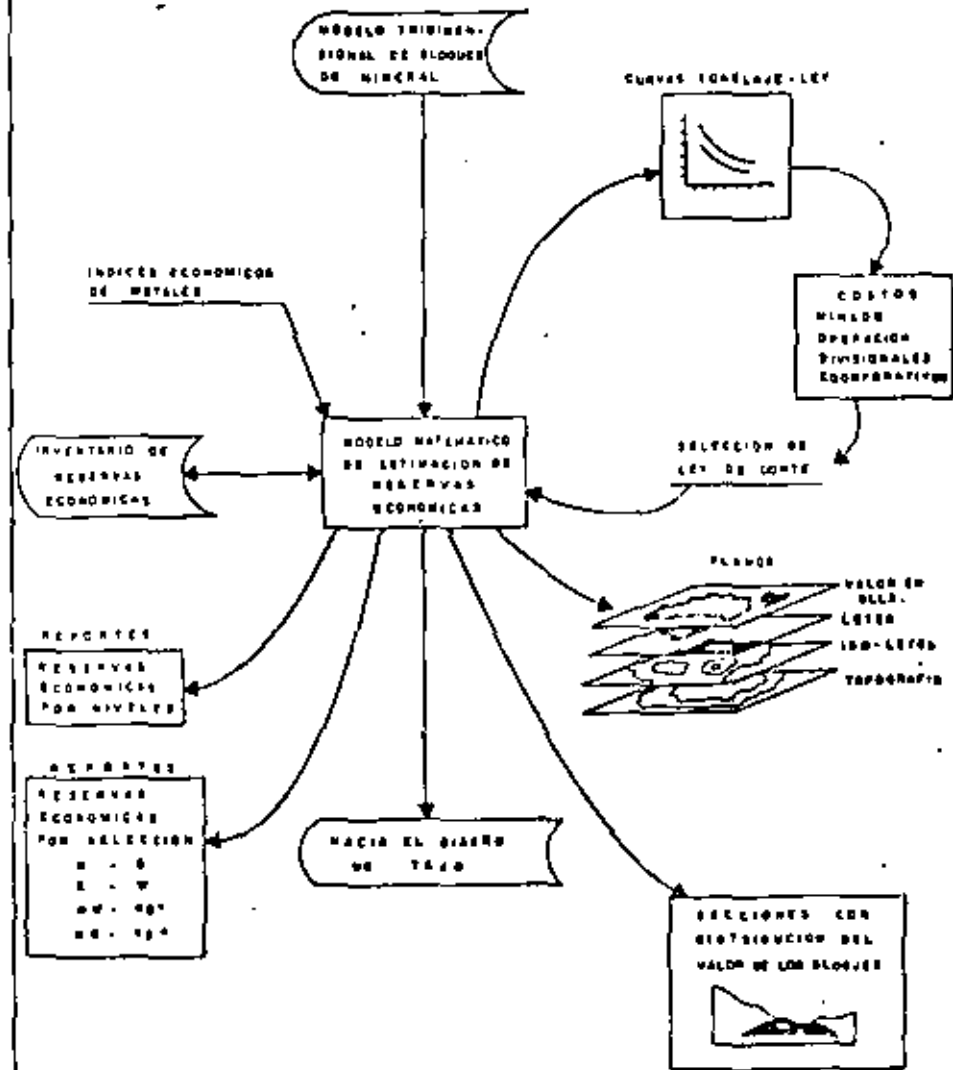 MODELO TRIDIMEN-
SIONAL DE BLOQUES
DE MINERAL
CURVAS TONELAJE-LEY
INDICES ECONOMICOS
DE METALES
COSTOS
MINADO
OPERACION
DIVISIONALES
INVENTARIO DE
RESERVAS
ECONOMICAS
MODELO MATEMATICO
DE ESTIMACION DE
RESERVAS
ECONOMICAS
SELECCION DE
LEY DE CORTE
PLANOS
VALOR EN
DLLS.
LEYES
ISO-LEYES
TOPOGRAFIA
REPORTES
RESERVAS
ECONOMICAS
POR NIVELES
REPORTES
RESERVAS
ECONOMICAS
POR SELECCION
N - S
E - W
HACIA EL DISEÑO
DE TAJO
SECCIONES CON
DISTRIBUCION DEL
VALOR DE LOS BLOQUES